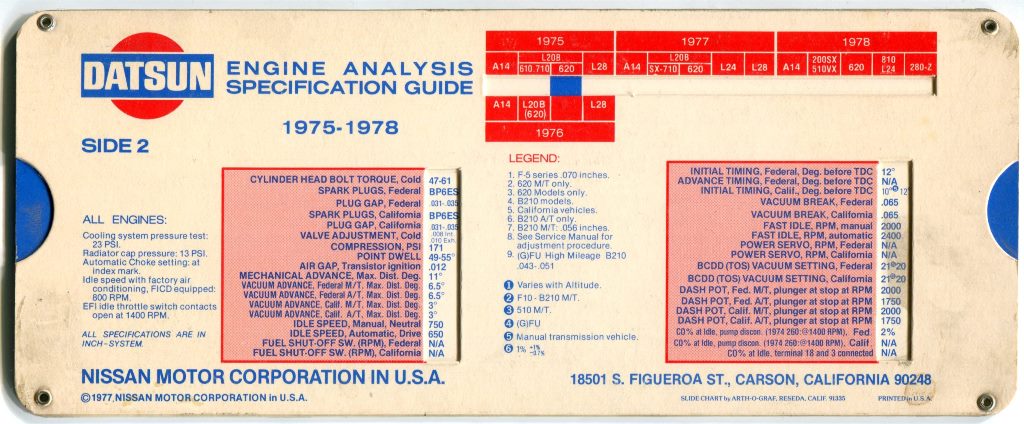 DATSUN
ENGINE ANALYSIS
SPECIFICATION GUIDE
1975-1978
SIDE 2
1975 1977 1978
A14 L20B L28 A14 L20B L24 L28 A14 200SX 620 810 280-Z
610.710 620 SX-710 620 510VX L24
A14 L20B L28
(620)
1976
ALL ENGINES:
Cooling system pressure test:
23 PSI.
Radiator cap pressure: 13 PSI.
Automatic Choke setting: at
index mark.
Idle speed with factory air
conditioning, FICD equipped:
800 RPM.
EFI idle throttle switch contacts
open at 1400 RPM.
ALL SPECIFICATIONS ARE IN
INCH-SYSTEM.
CYLINDER HEAD BOLT TORQUE, Cold 47-61
SPARK PLUGS, Federal BP6ES
PLUG GAP, Federal .031-.035
SPARK PLUGS, California BP6ES
PLUG GAP, California .031-.035
VALVE ADJUSTMENT, Cold .008 Int. .010 Exh.
COMPRESSION, PSI 171
POINT DWELL 49-55°
AIR GAP, Transistor ignition .012
MECHANICAL ADVANCE, Max. Dist. Deg. 11°
VACUUM ADVANCE, Federal M/T, Max. Dist. Deg. 6.5°
VACUUM ADVANCE, Federal A/T, Max. Dist. Deg. 6.5°
VACUUM ADVANCE, Calif. M/T, Max. Dist. Deg. 3°
VACUUM ADVANCE, Calif. A/T, Max. Dist. Deg. 3°
IDLE SPEED, Manual, Neutral 750
IDLE SPEED, Automatic, Drive 650
FUEL SHUT-OFF SW. (RPM), Federal N/A
FUEL SHUT-OFF SW. (RPM), California N/A
LEGEND:
1. F-5 series .070 inches.
2. 620 M/T only.
3. 620 Models only.
4. B210 models.
5. California vehicles.
6. B210 A/T only.
7. B210 M/T: .056 inches.
8. See Service Manual for
adjustment procedure.
9. (G)FU High Mileage B210
.043-.051
1 Varies with Altitude.
2 F10 - B210 M/T.
3 510 M/T.
4 (G)FU
5 Manual transmission vehicle.
6 1% +1% -0.7%
INITIAL TIMING, Federal, Deg. before TDC 12°
ADVANCE TIMING, Federal, Deg. before TDC N/A
INITIAL TIMING, Calif., Deg. before TDC 10°⑤12°
VACUUM BREAK, Federal .065
VACUUM BREAK, California .065
FAST IDLE, RPM, manual 2000
FAST IDLE, RPM, automatic 2400
POWER SERVO, RPM, Federal N/A
POWER SERVO, RPM, California N/A
BCDD (TOS) VACUUM SETTING, Federal 21①20
BCDD (TOS) VACUUM SETTING, California 21①20
DASH POT, Fed. M/T, plunger at stop at RPM 2000
DASH POT, Fed. A/T, plunger at stop at RPM 1750
DASH POT, Calif. M/T, plunger at stop at RPM 2000
DASH POT, Calif. A/T, plunger at stop at RPM 1750
CO% at Idle, pump discon. (1974 260:@1400 RPM), Fed. 2%
CO% at Idle, pump discon. (1974 260:@1400 RPM), Calif. N/A
CO% at Idle, terminal 18 and 3 connected N/A
NISSAN MOTOR CORPORATION IN U.S.A.
18501 S. FIGUEROA ST., CARSON, CALIFORNIA 90248
©1977, NISSAN MOTOR CORPORATION in U.S.A.
SLIDE CHART by ARTH-O-GRAF, RESEDA, CALIF. 91335 PRINTED in U.S.A.